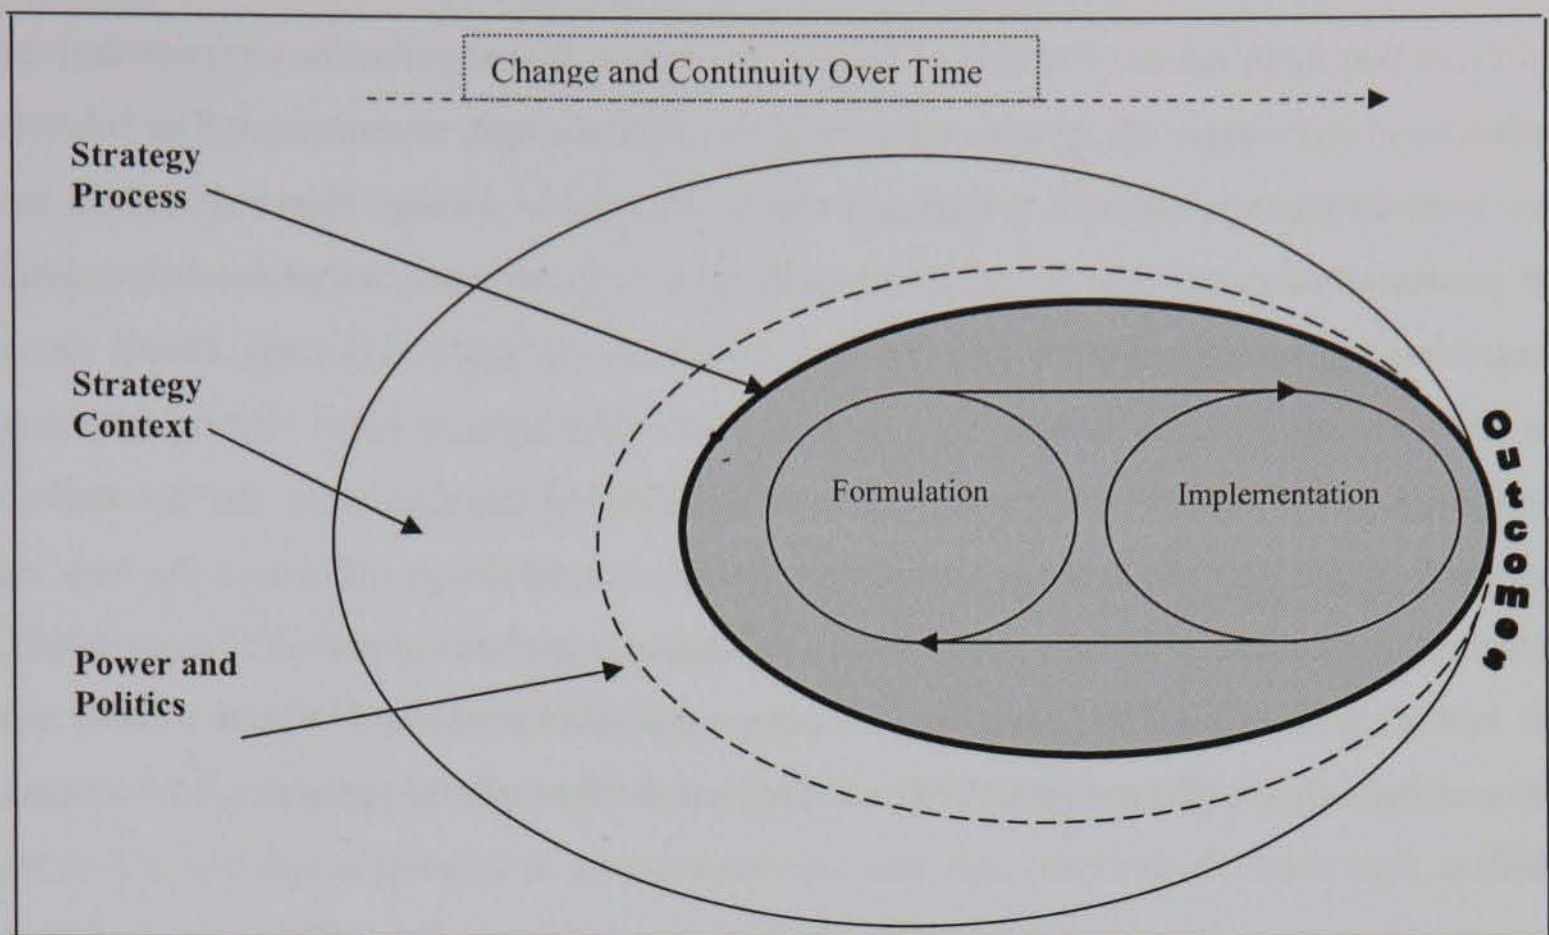 Change and Continuity Over Time
Strategy
Process
Strategy
Context
Formulation
Implementation
Outcomes
Power and
Politics